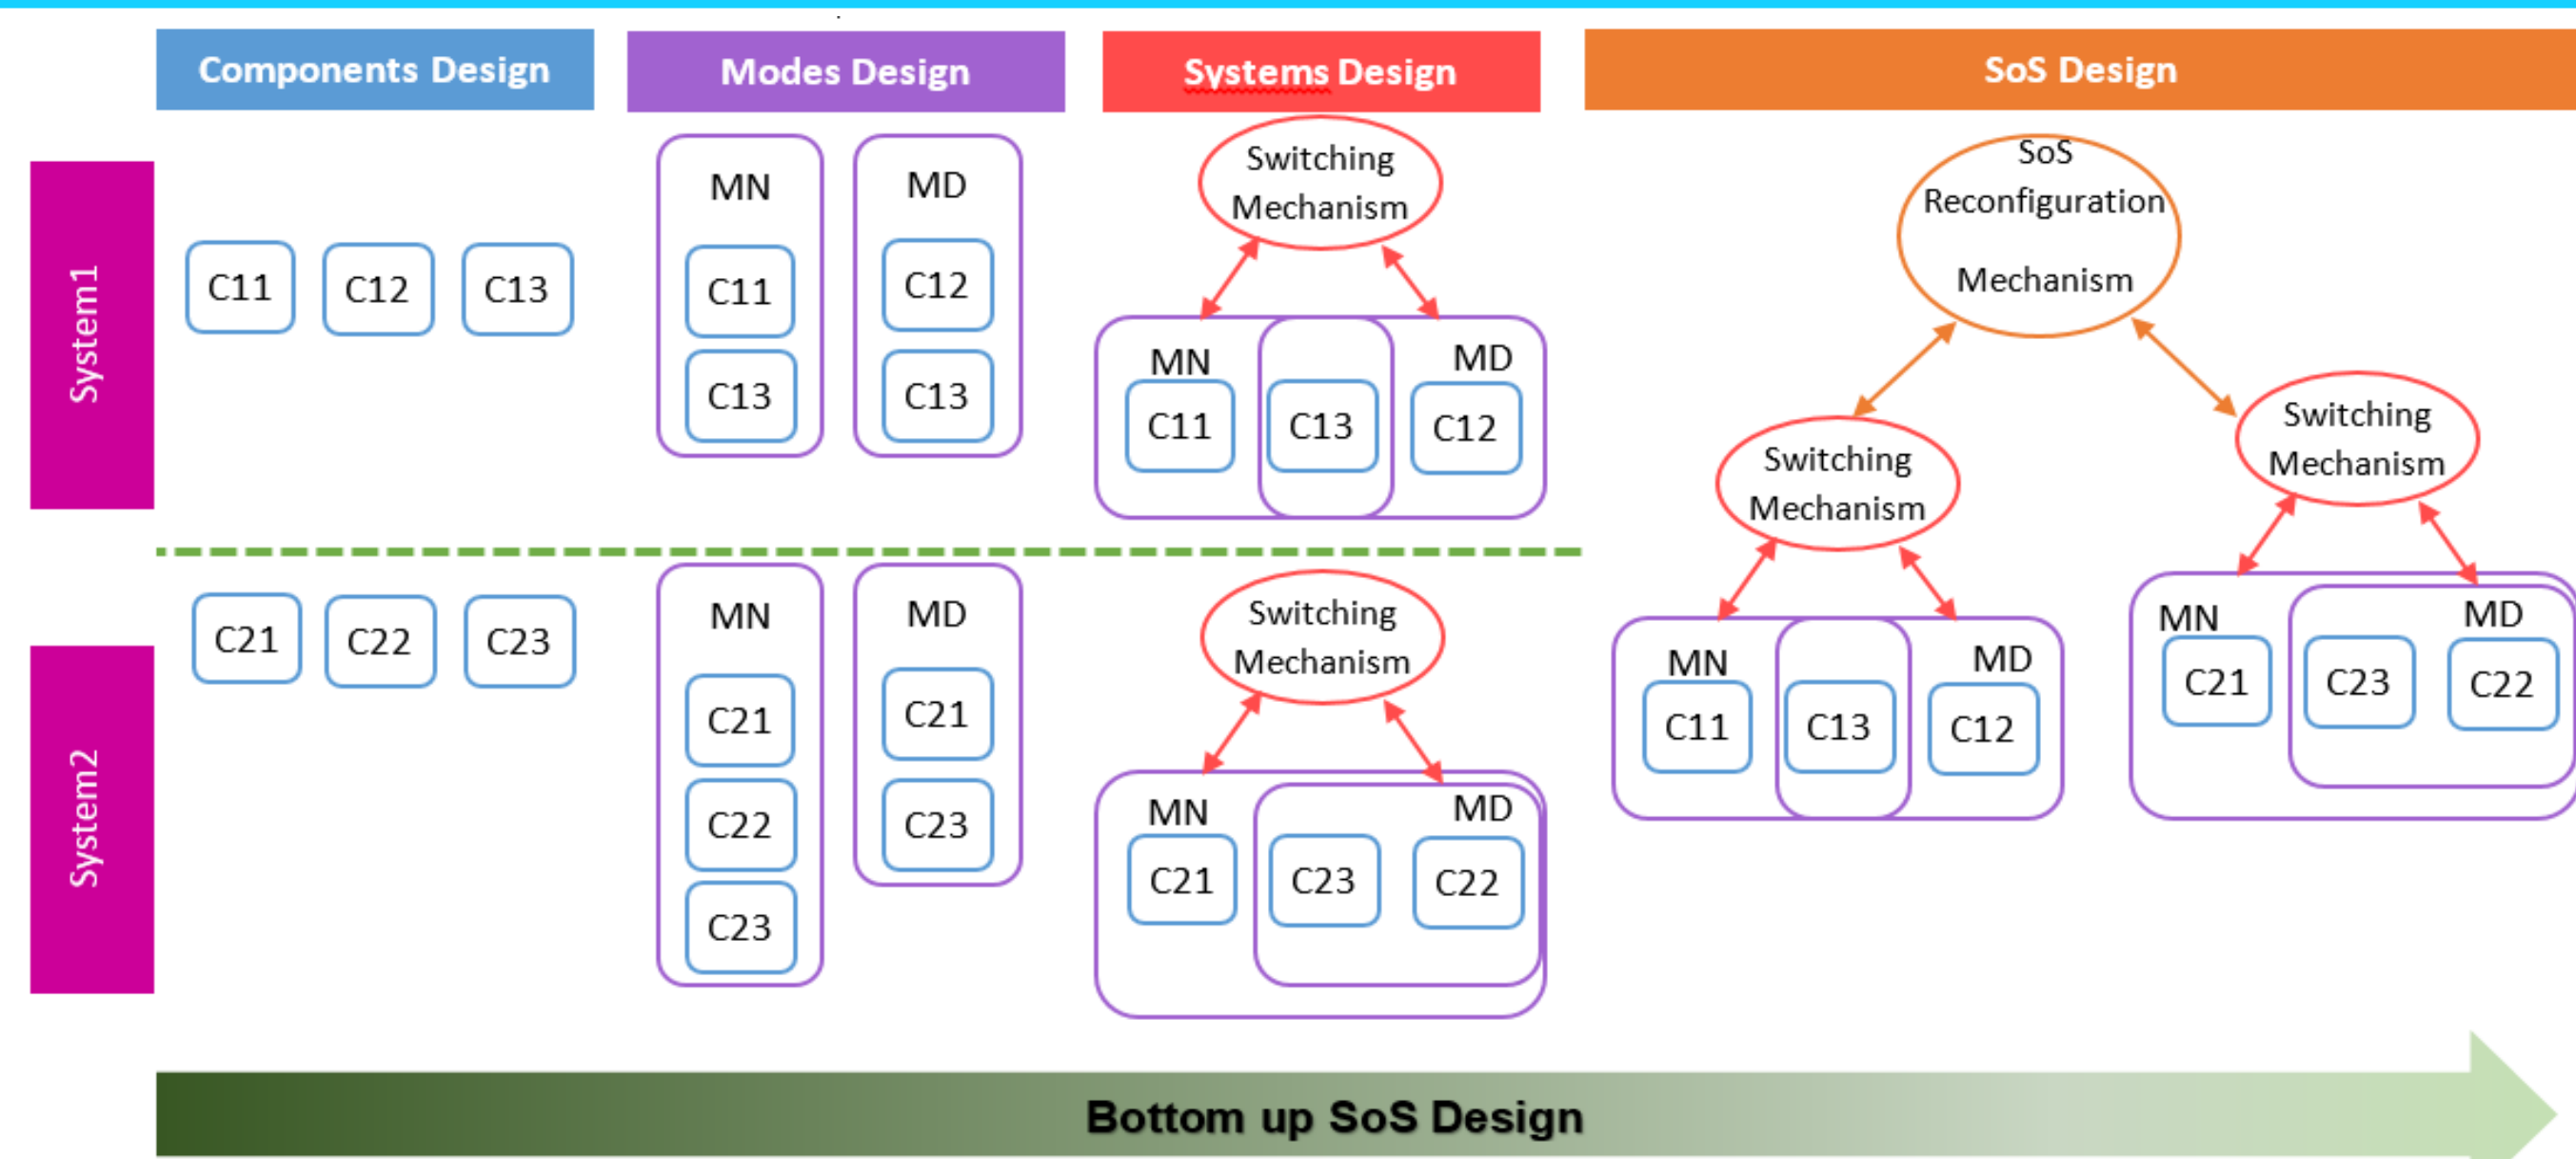 Components Design
Modes Design
Systems Design
SoS Design
System1
C11
C12
C13
MN
C11
C13
MD
C12
C13
Switching
Mechanism
MN
C11
C13
MD
C12
System2
C21
C22
C23
MN
C21
C22
C23
MD
C21
C23
Switching
Mechanism
MN
C21
C23
MD
C22
SoS
Reconfiguration
Mechanism
Switching
Mechanism
MN
C11
C13
MD
C12
Switching
Mechanism
MN
C21
C23
MD
C22
Bottom up SoS Design